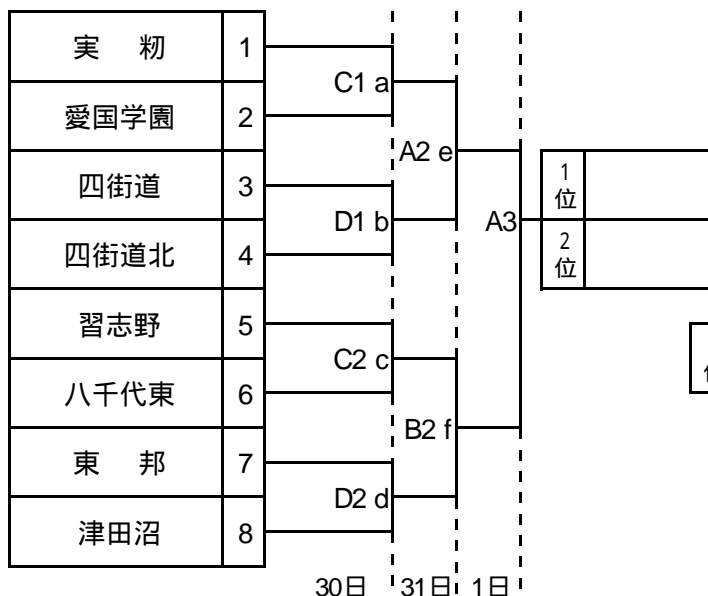 実 籾 1
C1 a
愛国学園 2
A2 e
四街道 3
1位
D1 b
A3
四街道北 4
2位
習志野 5
C2 c
八千代東 6
B2 f
東 邦 7
D2 d
津田沼 8
30日 31日 1日